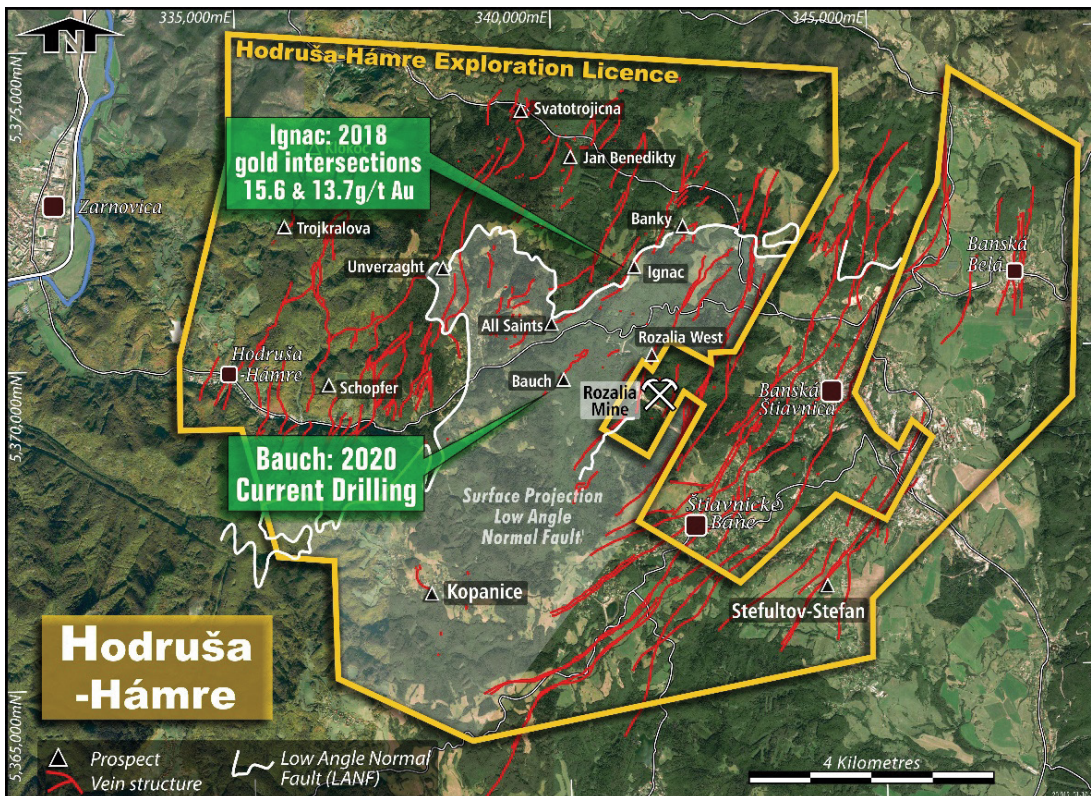 335,000mE
340,000mE
345,000mE
N
5,375,000mN
5,370,000mN
5,365,000mN
Hodruša-Hámre Exploration Licence
Svatotrojicna
Jan Benedikty
Klokoc
Ignac: 2018
gold intersections
15.6 & 13.7g/t Au
Zarnovica
Trojkralova
Banky
Unverzaght
Ignac
Banská
Belá
All Saints
Rozalia West
Hodruša
-Hámre
Schopfer
Bauch
Rozalia
Mine
Banská
Štiavnica
Bauch: 2020
Current Drilling
Surface Projection
Low Angle
Normal Fault
Štiavnické
Bane
Kopanice
Stefultov-Stefan
Hodruša
-Hámre
Prospect
Vein structure
Low Angle Normal
Fault (LANF)
4 Kilometres